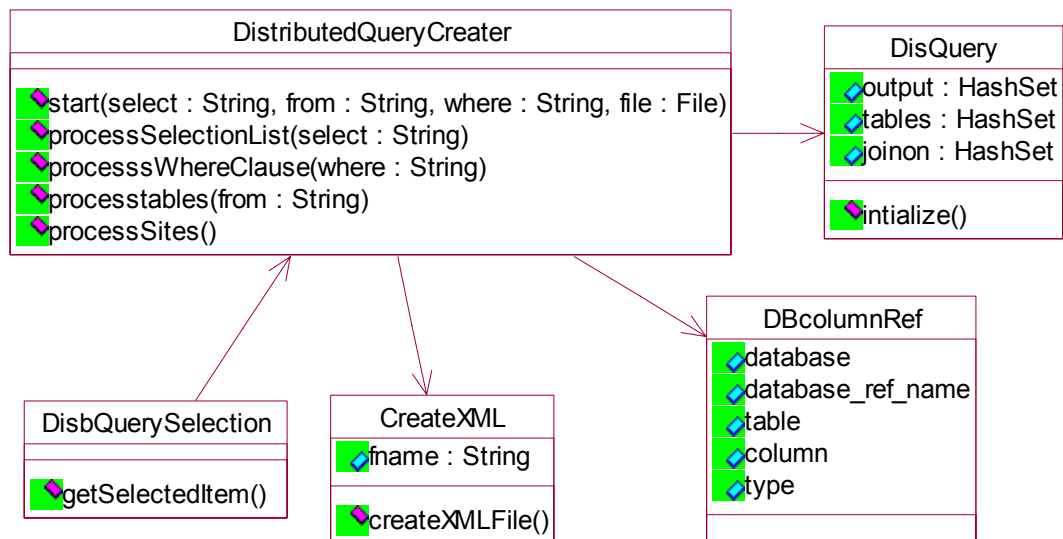 DistributedQueryCreater
start(select : String, from : String, where : String, file : File)
processSelectionList(select : String)
processsWhereClause(where : String)
processtables(from : String)
processSites()
DisQuery
output : HashSet
tables : HashSet
joinon : HashSet
intialize()
DisbQuerySelection
getSelectedItem()
CreateXML
fname : String
createXMLFile()
DBcolumnRef
database
database_ref_name
table
column
type